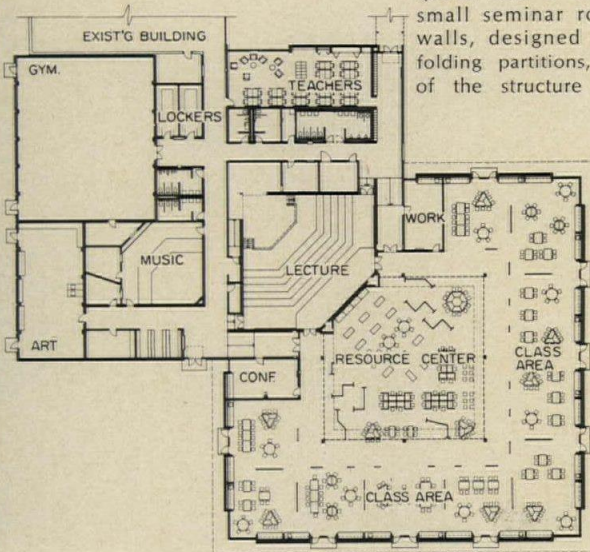 small seminar
walls, designed
folding partitions,
of the structure
EXIST'G BUILDING
GYM.
TEACHERS
LOCKERS
WORK
MUSIC
LECTURE
ART
RESOURCE CENTER
CLASS
AREA
CONF.
CLASS AREA